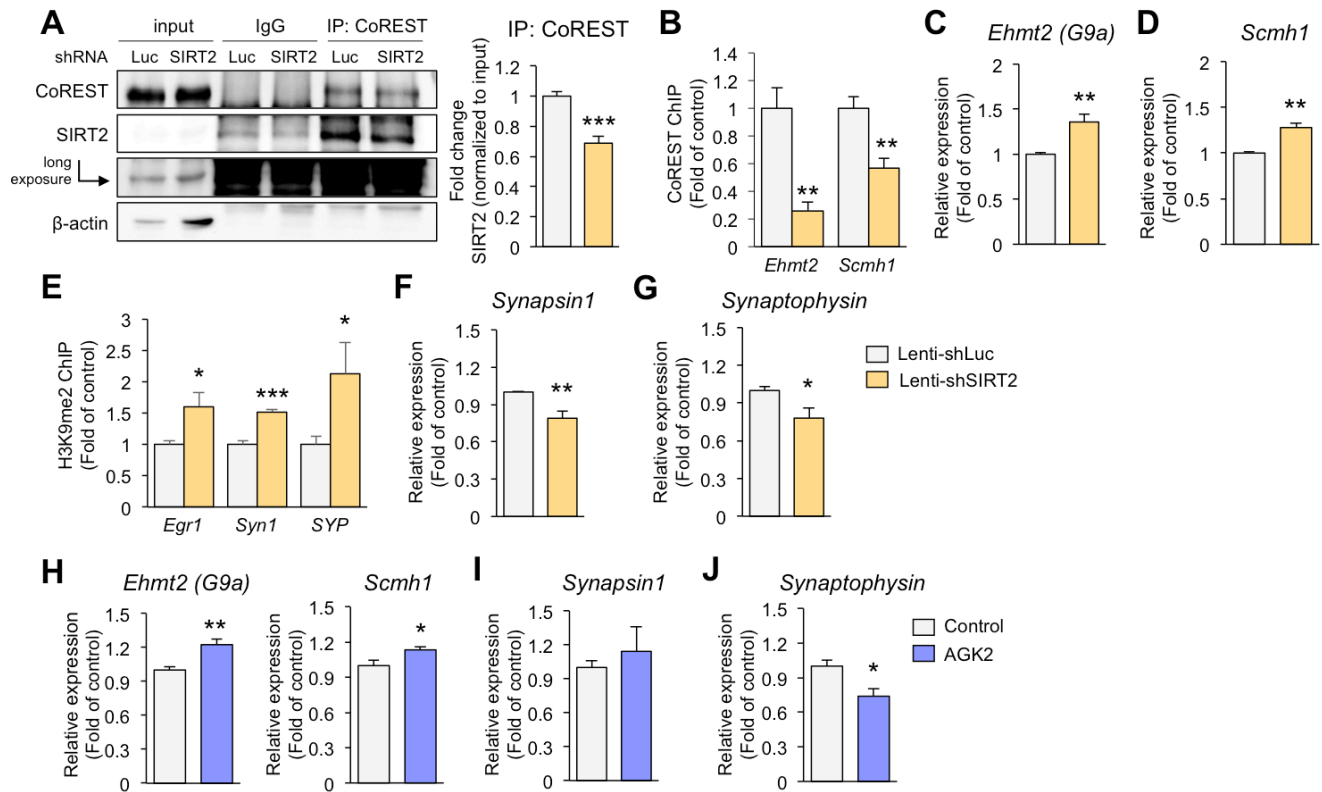 A
input IgG IP: CoREST
shRNA Luc SIRT2 Luc SIRT2 Luc SIRT2
CoREST
SIRT2
long
exposure
β-actin
IP: CoREST
Fold change
SIRT2 (normalized to input)
1.2
1
0.8
0.6
0.4
0.2
0
***
B
CoREST ChIP
(Fold of control)
1.4
1.2
1
0.8
0.6
0.4
0.2
0
**
**
Ehmt2 Scmh1
C
Ehmt2 (G9a)
Relative expression
(Fold of control)
2
1.5
1
0.5
0
**
D
Scmh1
Relative expression
(Fold of control)
2
1.5
1
0.5
0
**
E
H3K9me2 ChIP
(Fold of control)
3
2.5
2
1.5
1
0.5
0
*
***
*
Egr1 Syn1 SYP
F
Synapsin1
Relative expression
(Fold of control)
1.5
1.2
0.9
0.6
0.3
0
**
G
Synaptophysin
Relative expression
(Fold of control)
1.5
1.2
0.9
0.6
0.3
0
*
Lenti-shLuc
Lenti-shSIRT2
H
Ehmt2 (G9a)
Relative expression
(Fold of control)
1.5
1.2
0.9
0.6
0.3
0
**
Scmh1
Relative expression
(Fold of control)
1.5
1.2
0.9
0.6
0.3
0
*
I
Synapsin1
Relative expression
(Fold of control)
1.5
1.2
0.9
0.6
0.3
0
J
Synaptophysin
Relative expression
(Fold of control)
1.5
1.2
0.9
0.6
0.3
0
*
Control
AGK2